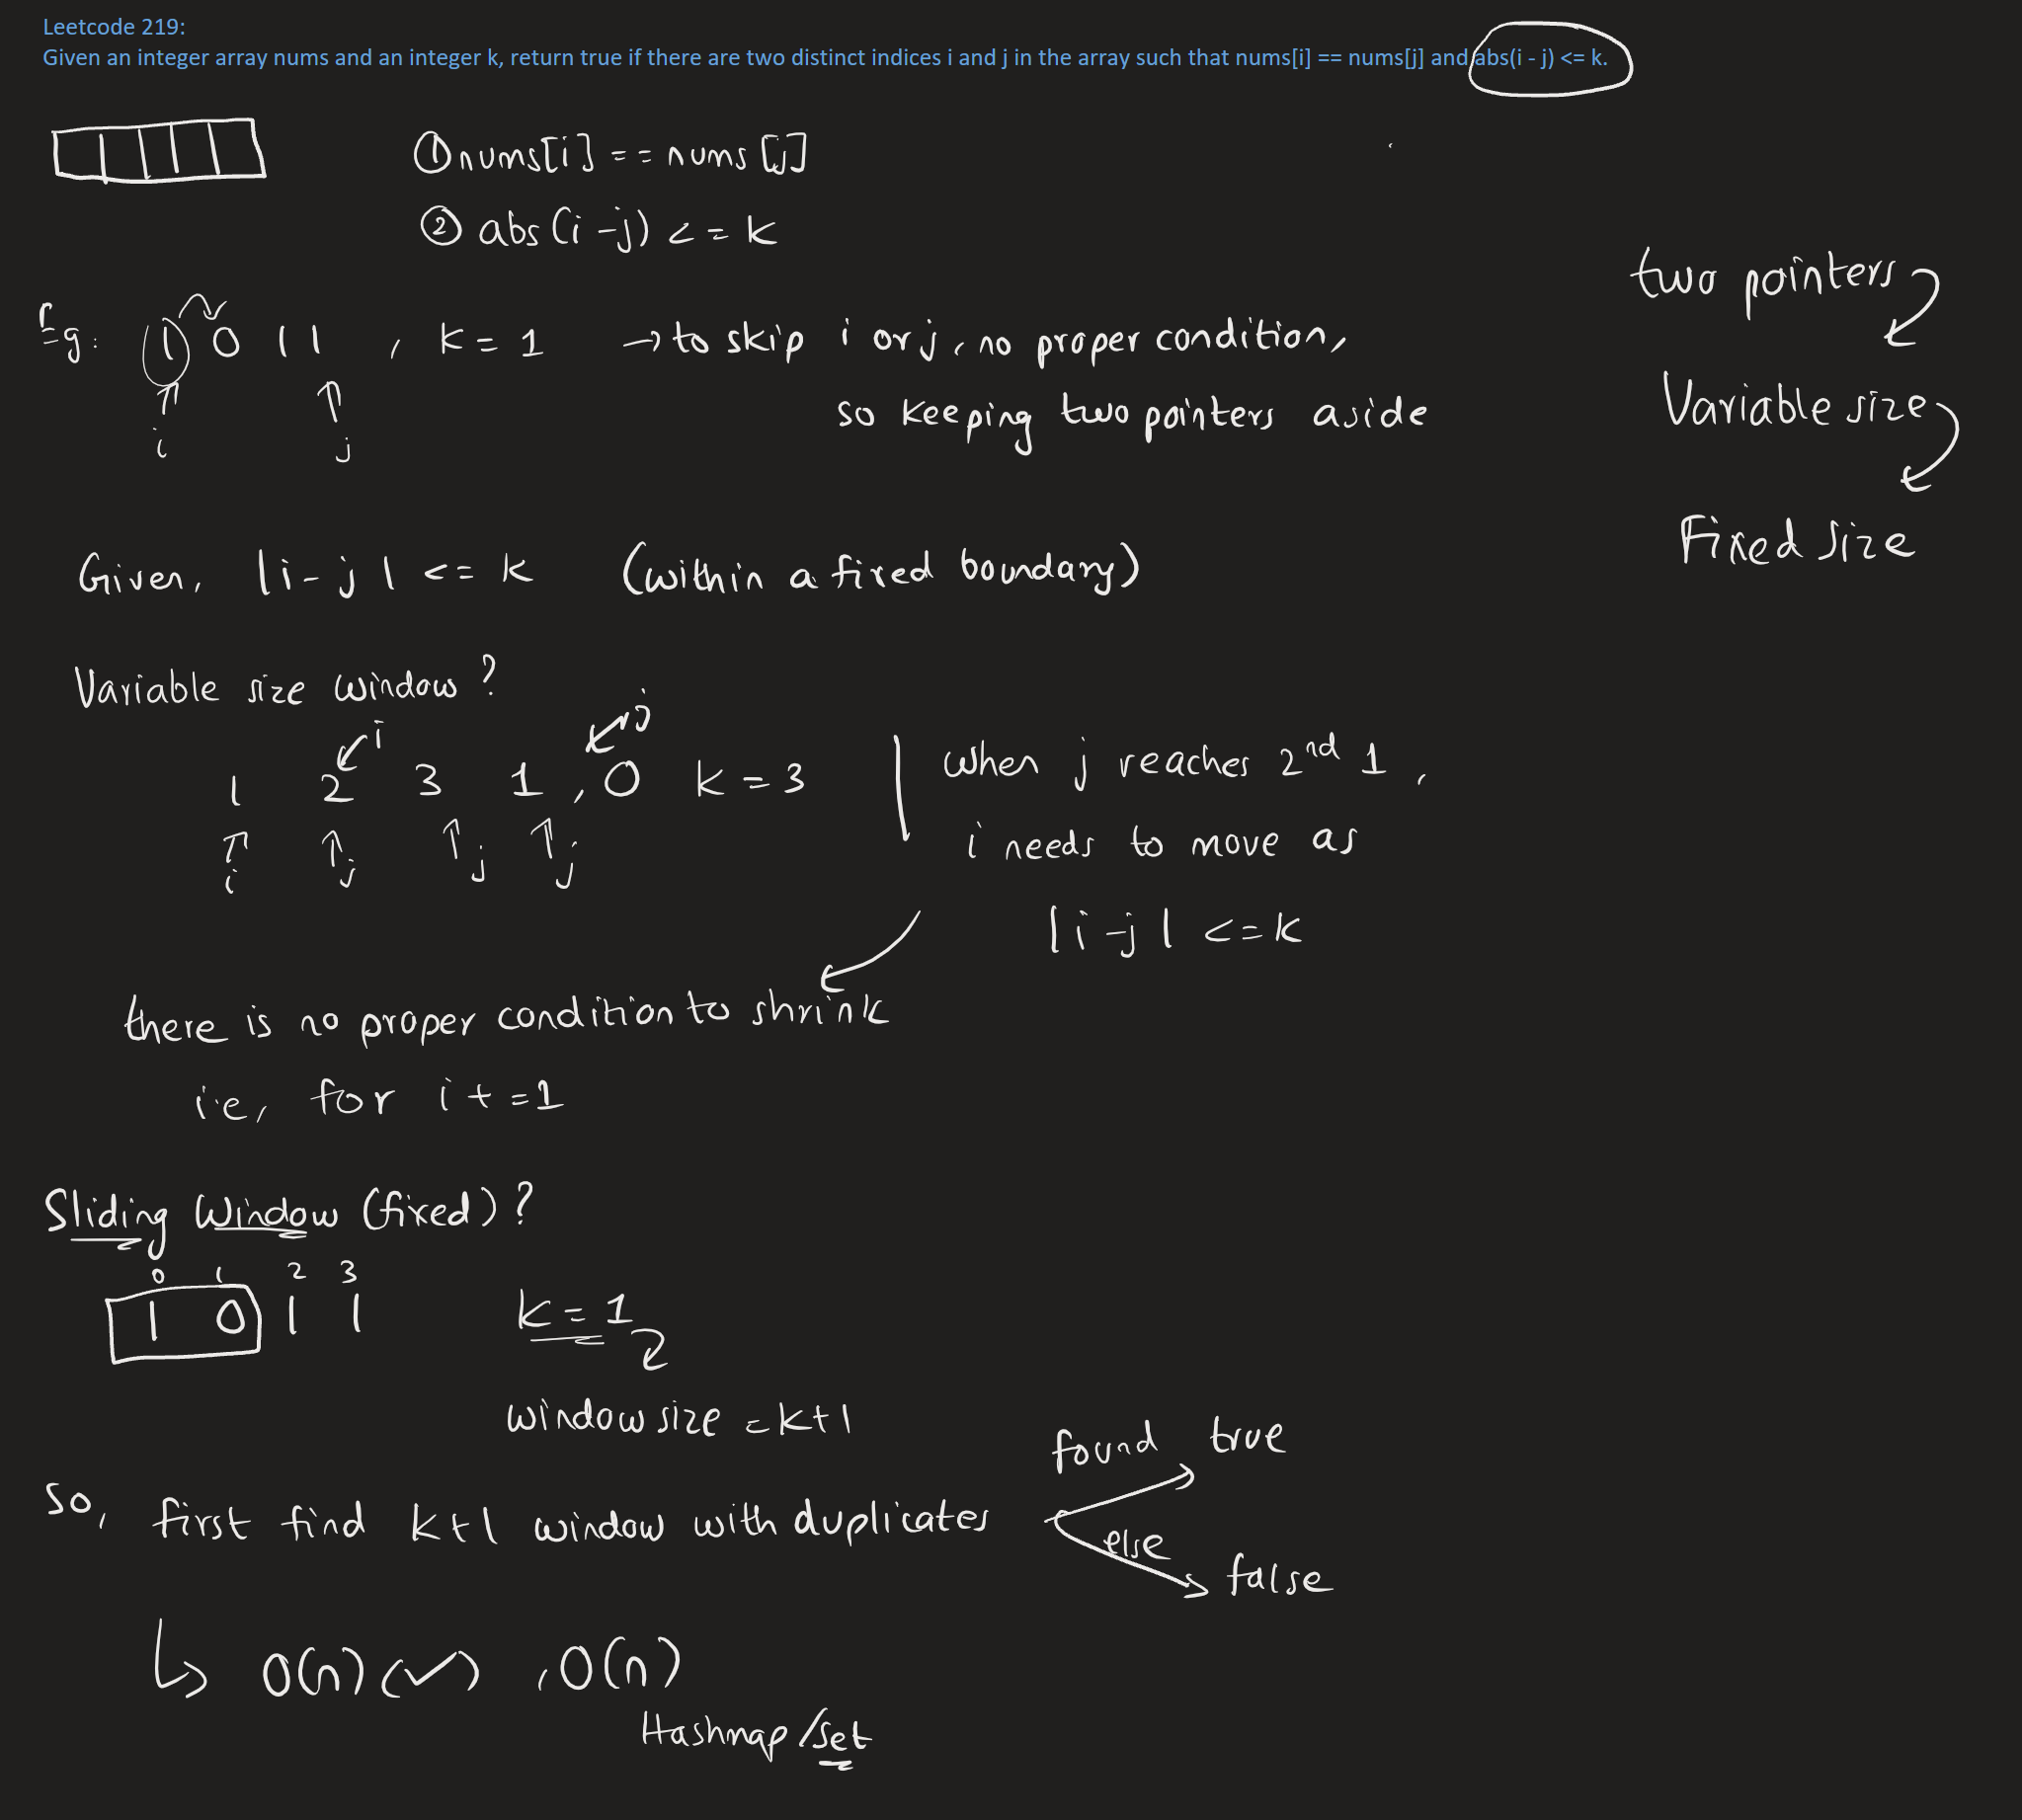 Leetcode 219:
Given an integer array nums and an integer k, return true if there are two distinct indices i and j in the array such that nums[i] == nums[j] and abs(i - j) <= k.
① nums[i] == nums[j]
② abs(i-j) <= k
two pointers
Eg: 1 0 1 1 , k = 1 → to skip i or j, no proper condition,
so keeping two pointers aside
i j
Variable size
Fixed size
Given, |i-j| <= k (within a fixed boundary)
Variable size window?
i j
1 2 3 1 , 0 k = 3
i j j j
when j reaches 2nd 1,
i needs to move as
|i-j| <= k
there is no proper condition to shrink
i.e, for i+=1
Sliding Window (fixed)?
0 1 2 3
1 0 1 1 k = 1
2
window size = k+1
found true
So, first find k+1 window with duplicates
else
false
↳ O(n) (✓) , O(n)
Hashmap/set